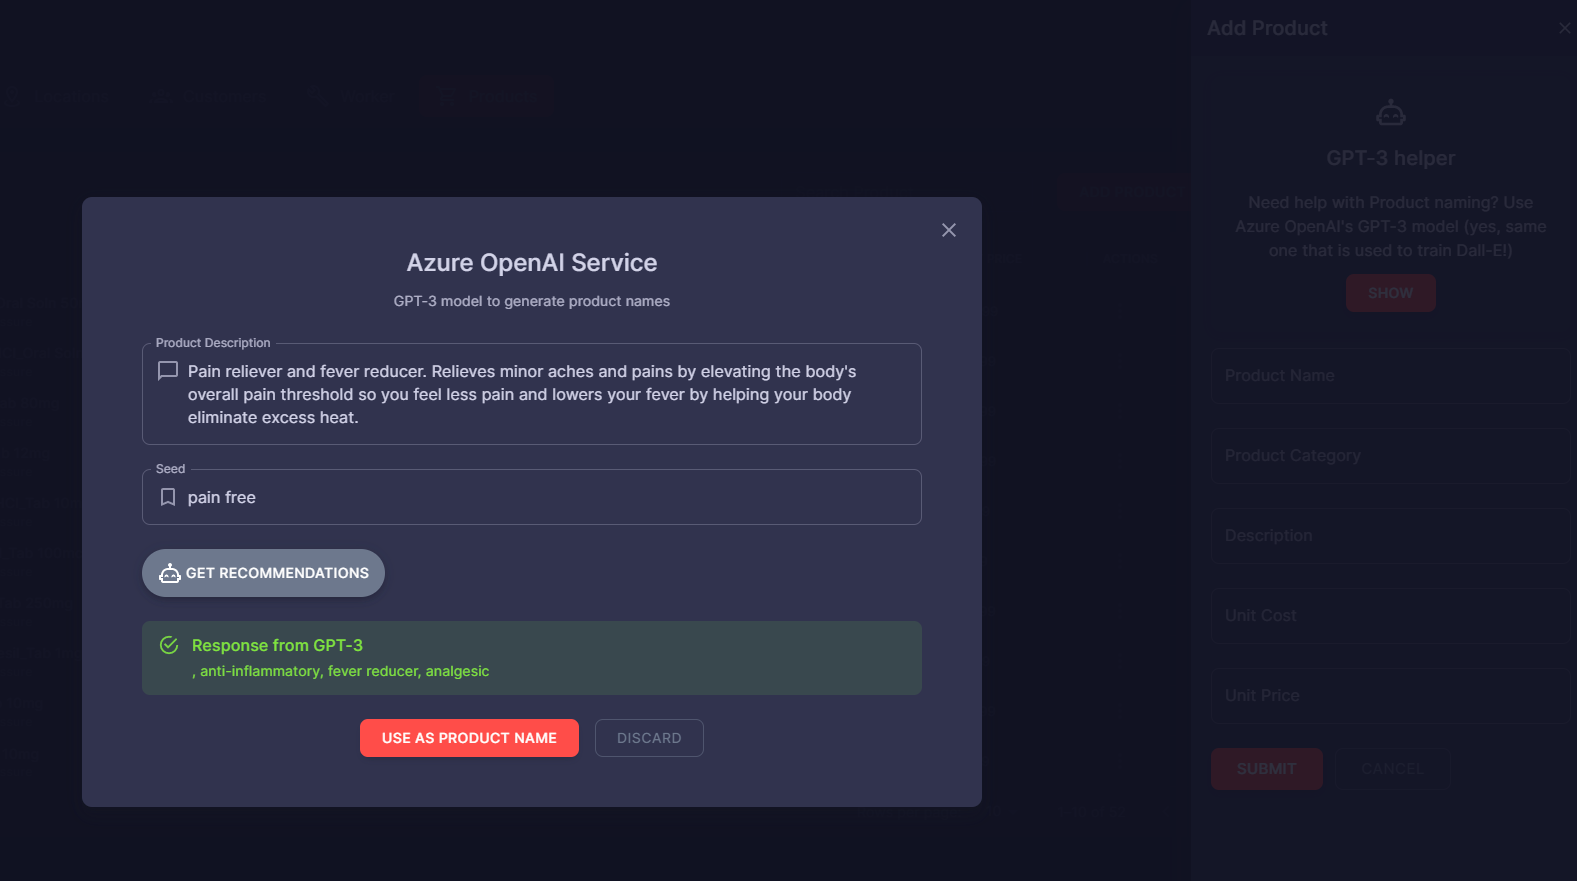 Add Product
Products
GPT-3 helper
Need help with Product naming? Use
Azure OpenAI's GPT-3 model (yes, same
one that is used to train Dall-E!)
SHOW
ADD PRODUCT
Azure OpenAI Service
GPT-3 model to generate product names
Product Description
Pain reliever and fever reducer. Relieves minor aches and pains by elevating the body's
overall pain threshold so you feel less pain and lowers your fever by helping your body
eliminate excess heat.
Seed
pain free
GET RECOMMENDATIONS
Response from GPT-3
, anti-inflammatory, fever reducer, analgesic
USE AS PRODUCT NAME
DISCARD
Product Name
Product Category
Description
Unit Cost
Unit Price
SUBMIT
CANCEL